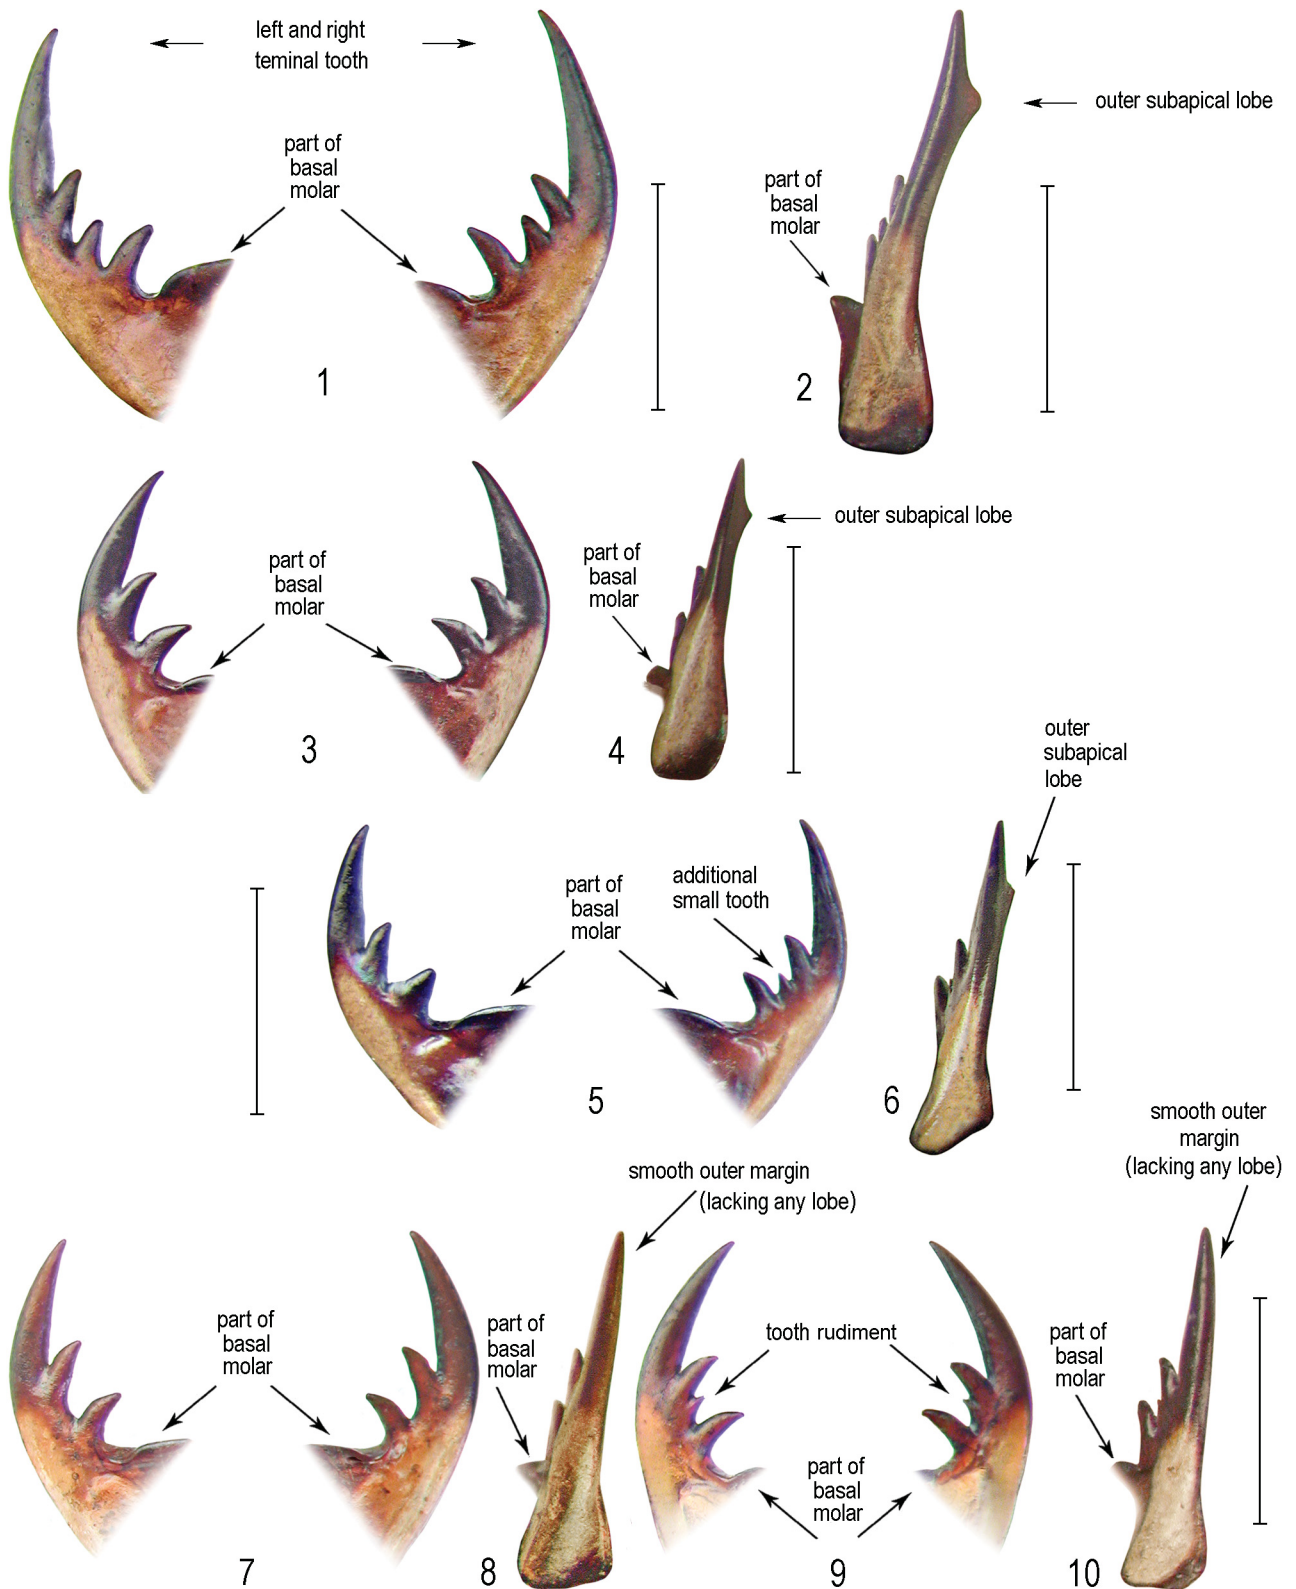 left and right
teminal tooth
part of
basal
molar
1
outer subapical lobe
part of
basal
molar
2
part of
basal
molar
3
outer subapical lobe
part of
basal
molar
4
part of
basal
molar
additional
small tooth
5
outer
subapical
lobe
6
part of
basal
molar
7
smooth outer margin
(lacking any lobe)
part of
basal
molar
8
tooth rudiment
part of
basal
molar
9
smooth outer
margin
(lacking any lobe)
part of
basal
molar
10